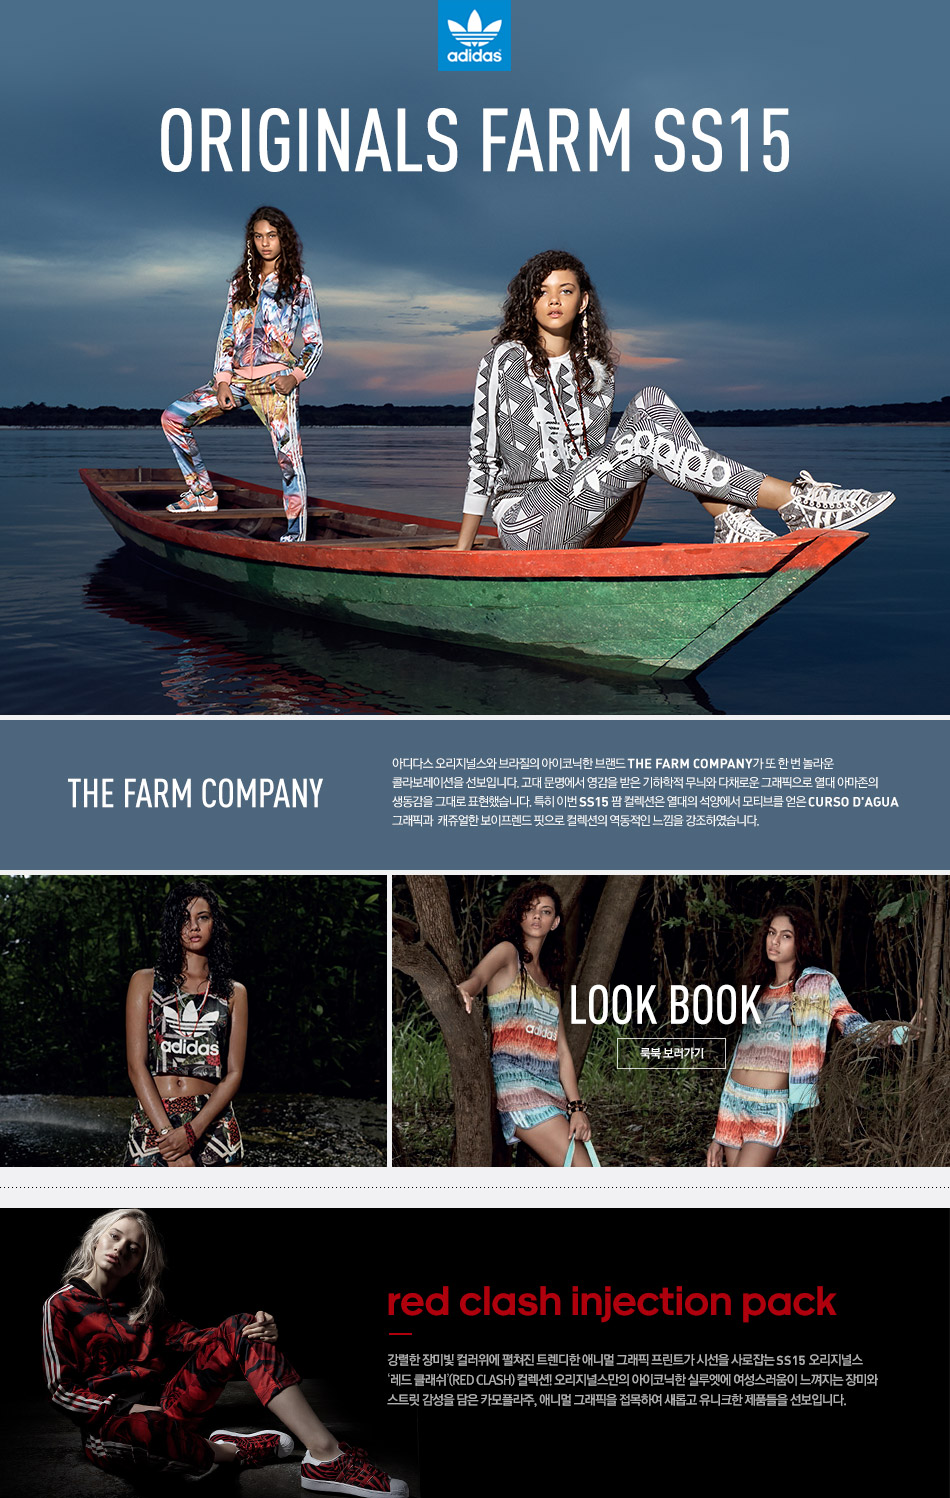 adidas
ORIGINALS FARM SS15
adidas
adidas
THE FARM COMPANY
아디다스 오리지널스와 브라질의 아이코닉한 브랜드 THE FARM COMPANY가 또 한 번 놀라운
콜라보레이션을 선보입니다. 고대 문명에서 영감을 받은 기하학적 무늬와 다채로운 그래픽으로 열대 아마존의
생동감을 그대로 표현했습니다. 특히 이번 SS15 팜 컬렉션은 열대의 석양에서 모티브를 얻은 CURSO D'AGUA
그래픽과 캐쥬얼한 보이프렌드 핏으로 컬렉션의 역동적인 느낌을 강조하였습니다.
adidas
adidas
adidas
LOOK BOOK
룩북 보러가기
red clash injection pack
강렬한 장미빛 컬러위에 펼쳐진 트렌디한 애니멀 그래픽 프린트가 시선을 사로잡는 SS15 오리지널스
'레드 클래쉬'(RED CLASH) 컬렉션! 오리지널스만의 아이코닉한 실루엣에 여성스러움이 느껴지는 장미와
스트릿 감성을 담은 카모플라주, 애니멀 그래픽을 접목하여 새롭고 유니크한 제품들을 선보입니다.